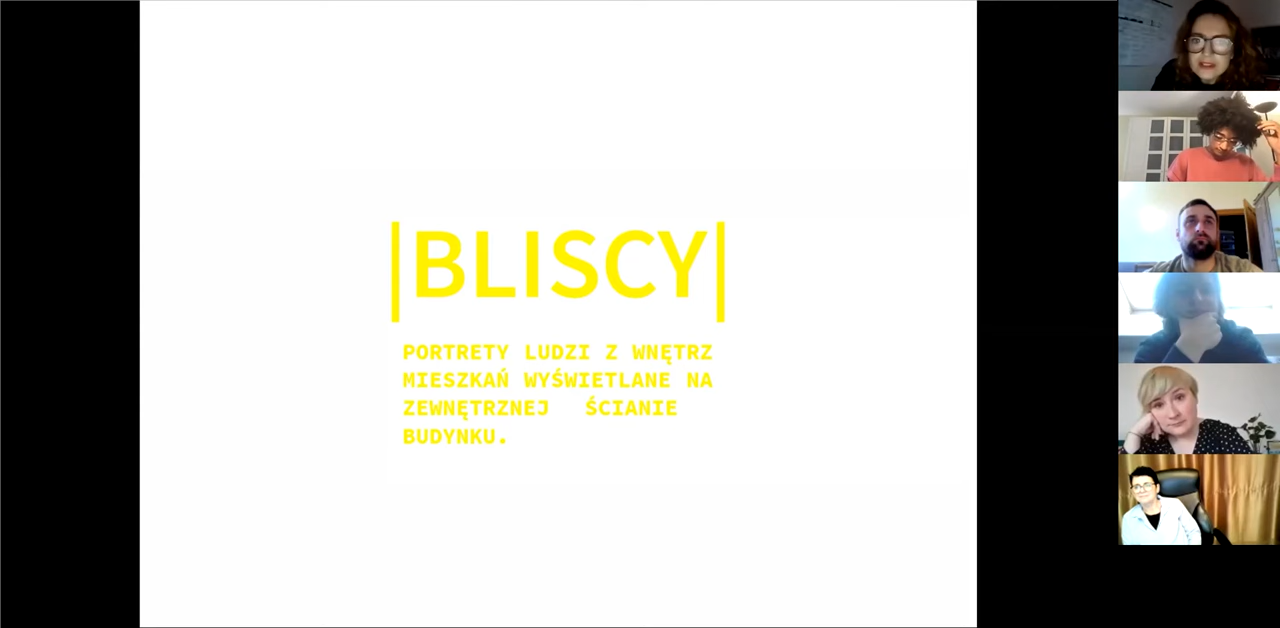 |BLISCY|
PORTRETY LUDZI Z WNĘTRZ
MIESZKAŃ WYŚWIETLANE NA
ZEWNĘTRZNEJ ŚCIANIE
BUDYNKU.